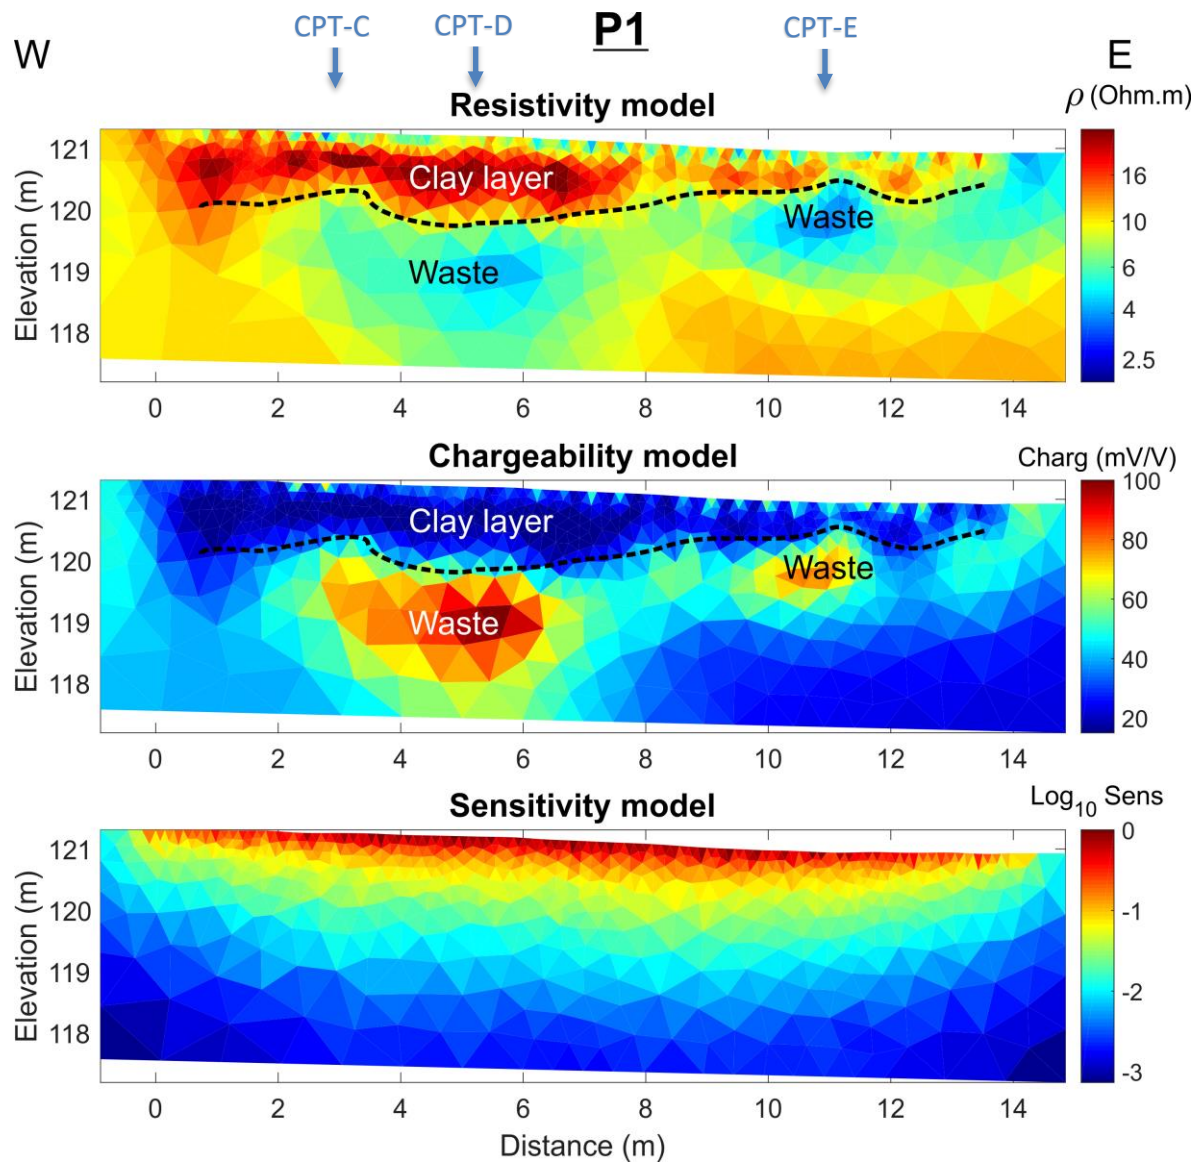 P1
CPT-C CPT-D CPT-E
W E
Resistivity model
ρ (Ohm.m)
Elevation (m)
121
120
119
118
Clay layer
Waste
Waste
16
10
6
4
2.5
0 2 4 6 8 10 12 14
Chargeability model
Charg (mV/V)
Elevation (m)
121
120
119
118
Clay layer
Waste
Waste
100
80
60
40
20
0 2 4 6 8 10 12 14
Sensitivity model
Log10 Sens
Elevation (m)
121
120
119
118
0
-1
-2
-3
0 2 4 6 8 10 12 14
Distance (m)